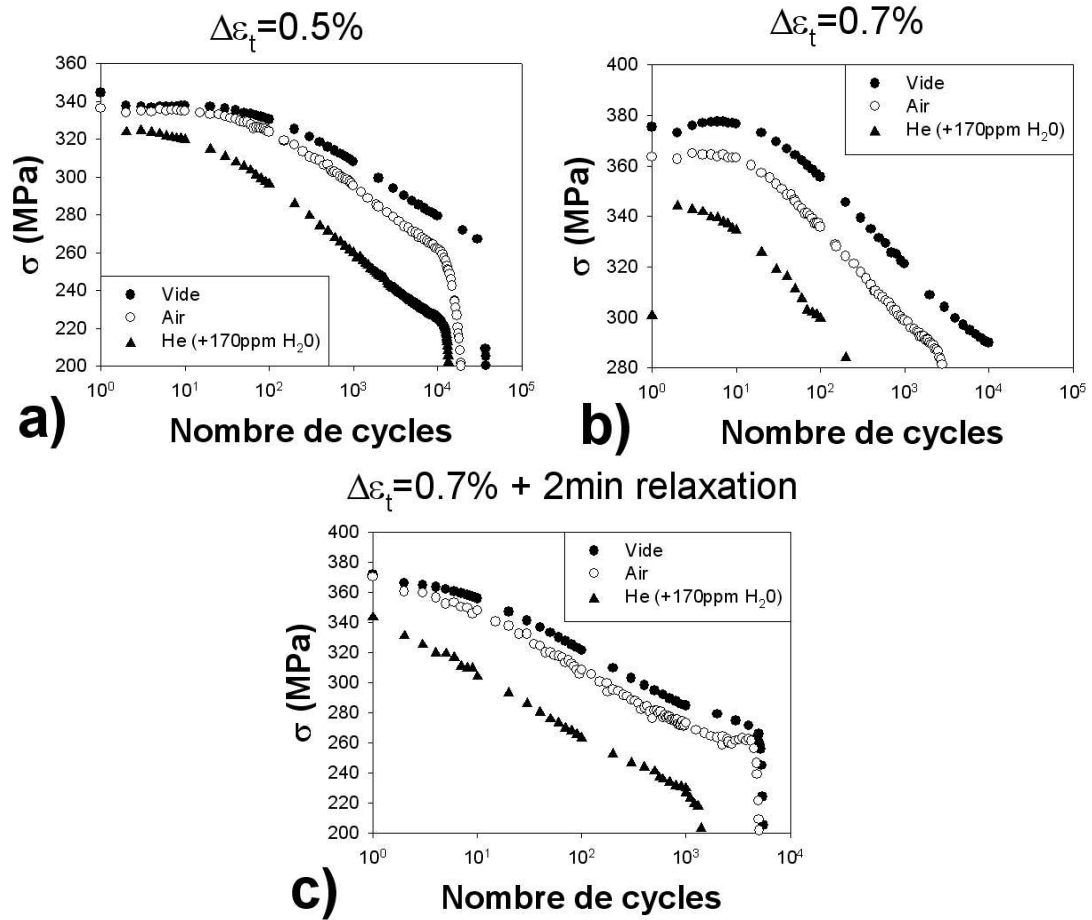 Δεt=0.5%
Δεt=0.7%
360
340
320
300
280
260
240
220
200
σ (MPa)
Vide
Air
He (+170ppm H20)
10^0
10^1
10^2
10^3
10^4
10^5
a)
Nombre de cycles
400
380
360
340
320
300
280
σ (MPa)
Vide
Air
He (+170ppm H20)
10^0
10^1
10^2
10^3
10^4
10^5
b)
Nombre de cycles
Δεt=0.7% + 2min relaxation
400
380
360
340
320
300
280
260
240
220
200
σ (MPa)
Vide
Air
He (+170ppm H20)
10^0
10^1
10^2
10^3
10^4
c)
Nombre de cycles